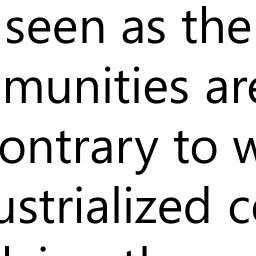 seen as the
munities are
ontrary to w
ustrialized c